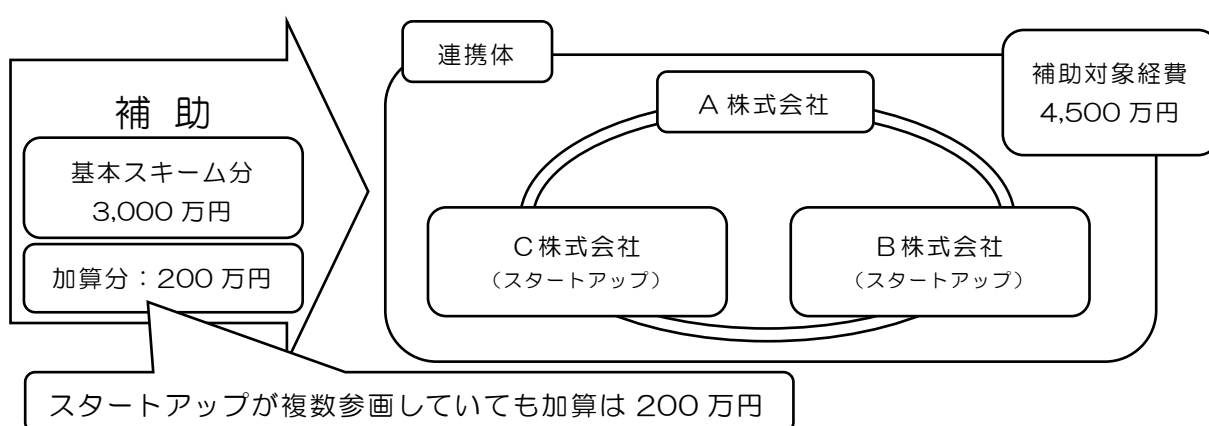 補 助
基本スキーム分
3,000 万円
加算分：200 万円
連携体
補助対象経費
4,500 万円
A 株式会社
C 株式会社
（スタートアップ）
B 株式会社
（スタートアップ）
スタートアップが複数参画していても加算は 200 万円